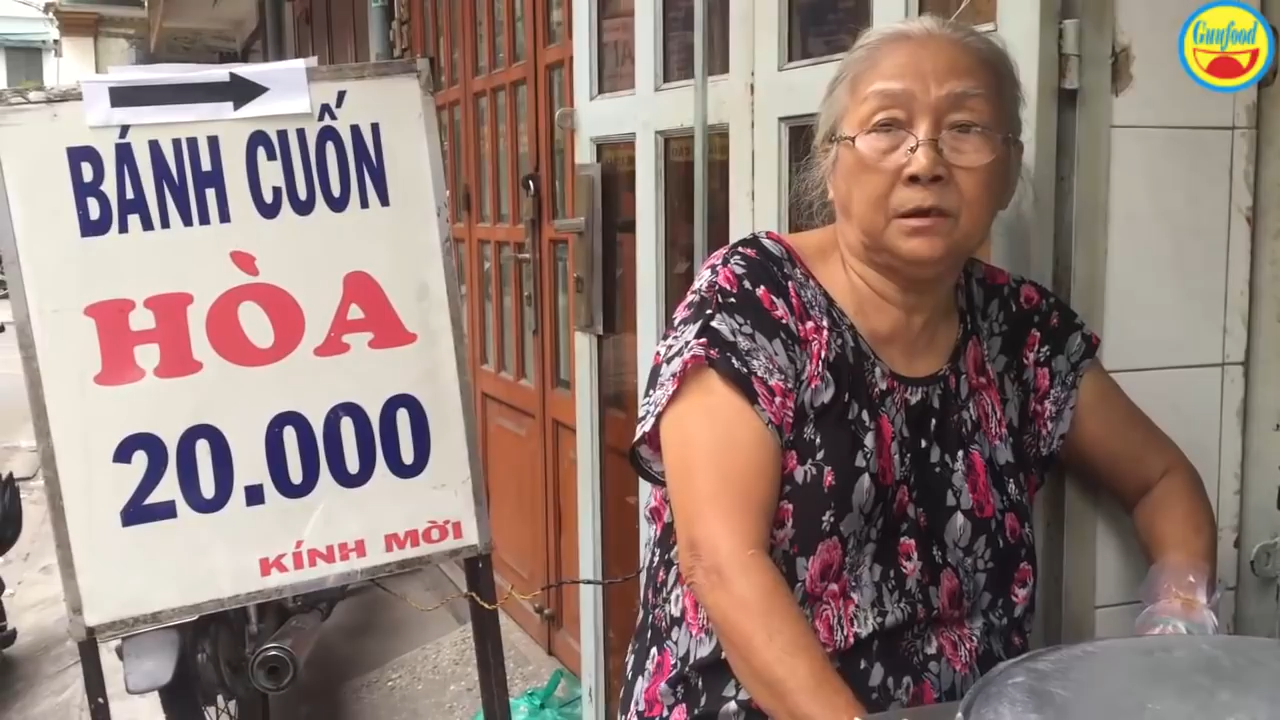 BÁNH CUỐN
HÒA
20.000
KÍNH MỜI
Gunfood